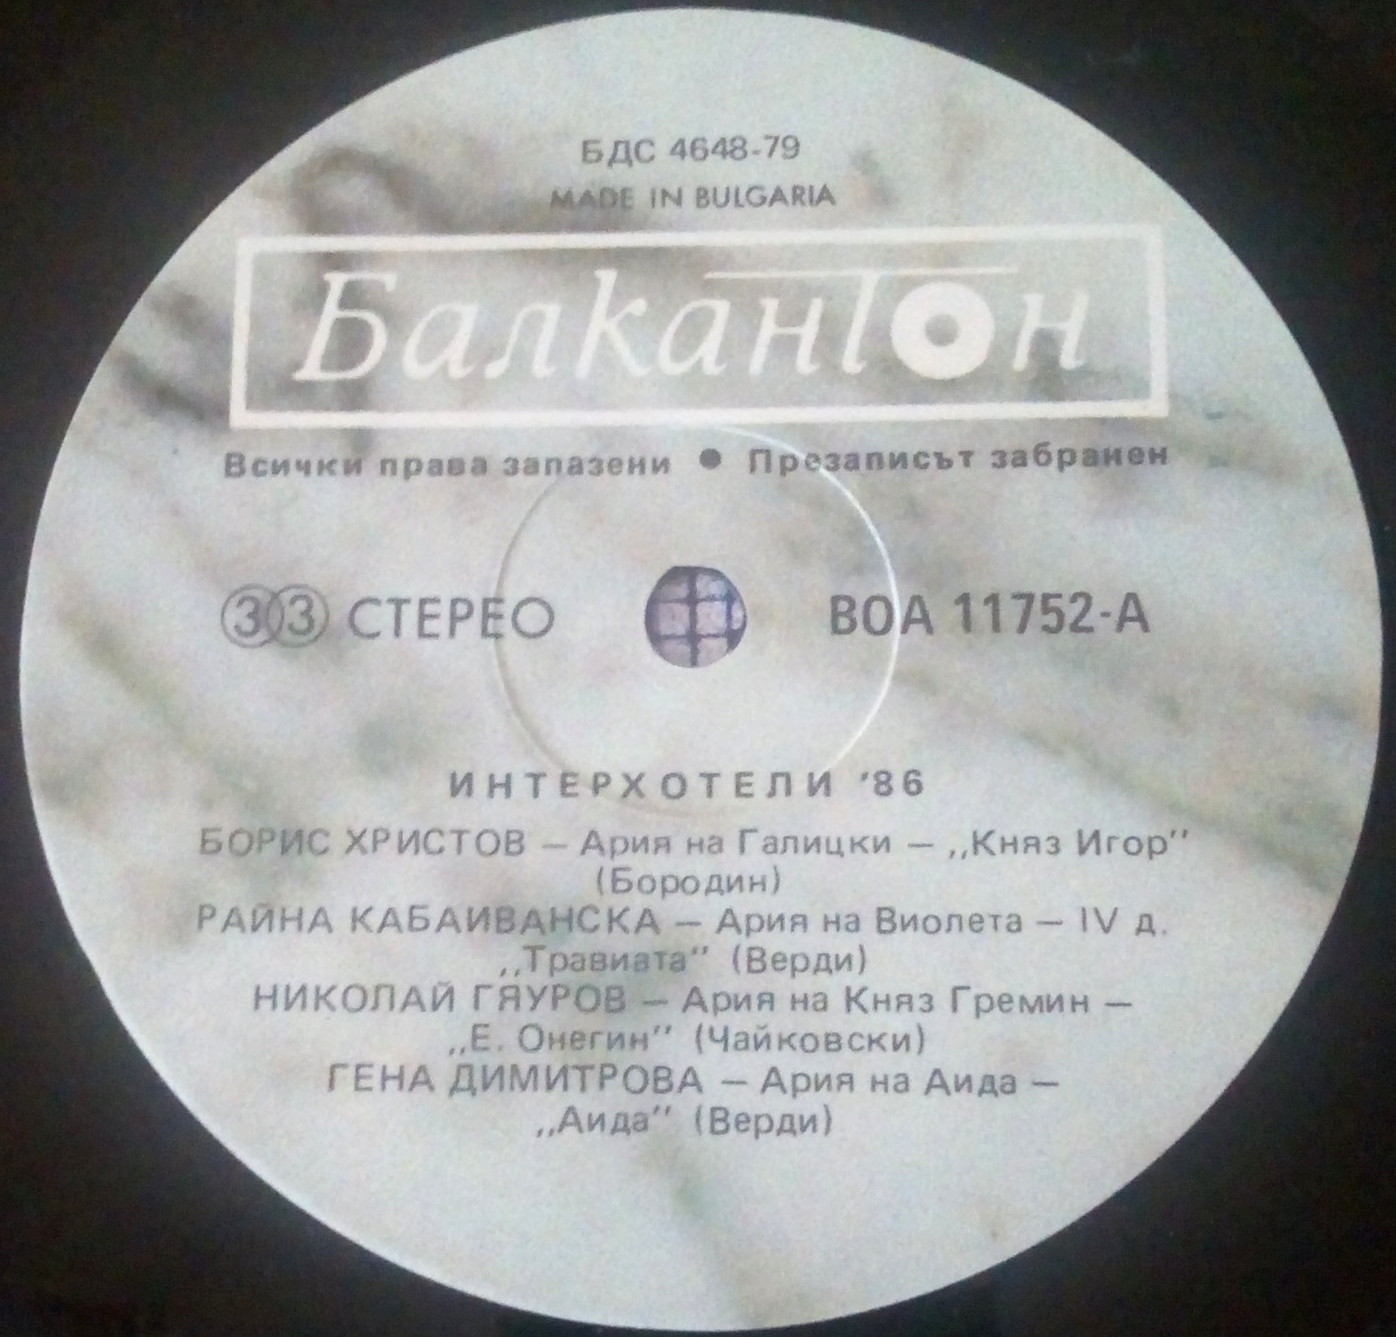 БДС 4648-79
MADE IN BULGARIA
Балкантон
Всички права запазени ● Презаписът забранен
33 СТЕРЕО ВОА 11752-А
ИНТЕРХОТЕЛИ '86
БОРИС ХРИСТОВ — Ария на Галицки — ,,Княз Игор''
(Бородин)
РАЙНА КАБАИВАНСКА — Ария на Виолета — IV д.
,,Травиата'' (Верди)
НИКОЛАЙ ГЯУРОВ — Ария на Княз Гремин —
,,Е. Онегин'' (Чайковски)
ГЕНА ДИМИТРОВА — Ария на Аида —
,,Аида'' (Верди)